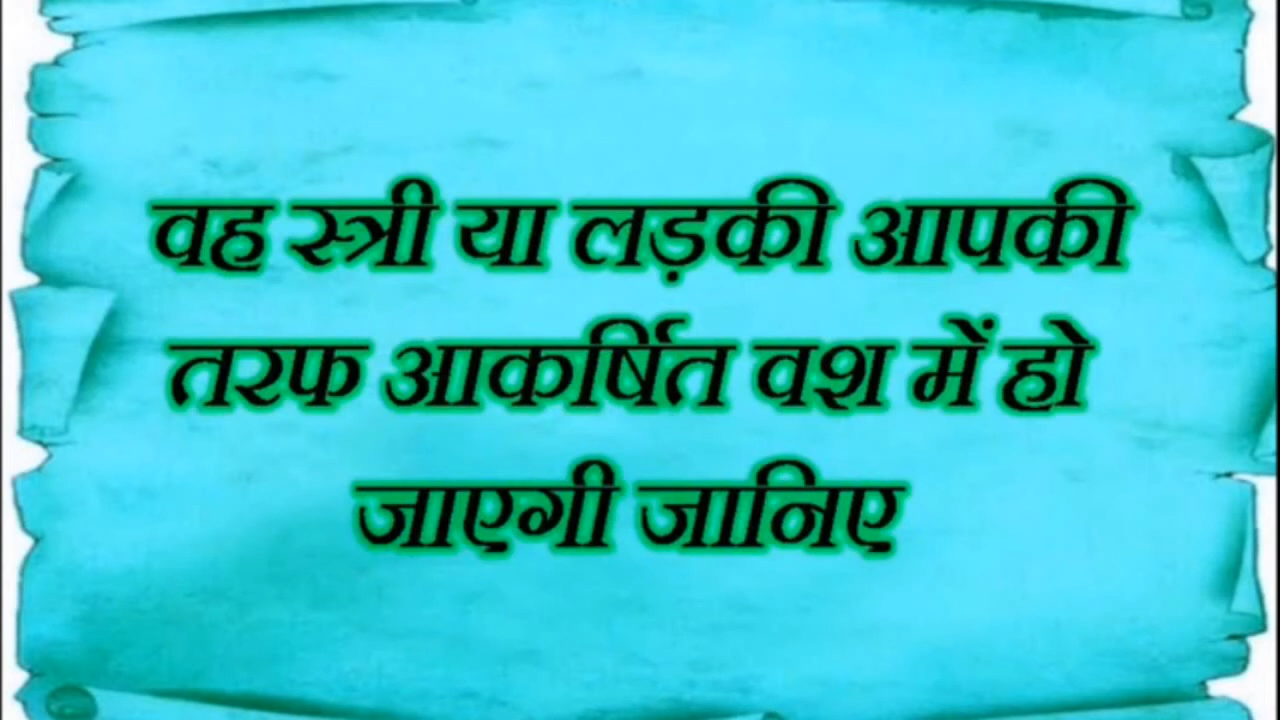 वह स्त्री या लड़की आपकी
तरफ आकर्षित वश में हो
जाएगी जानिए